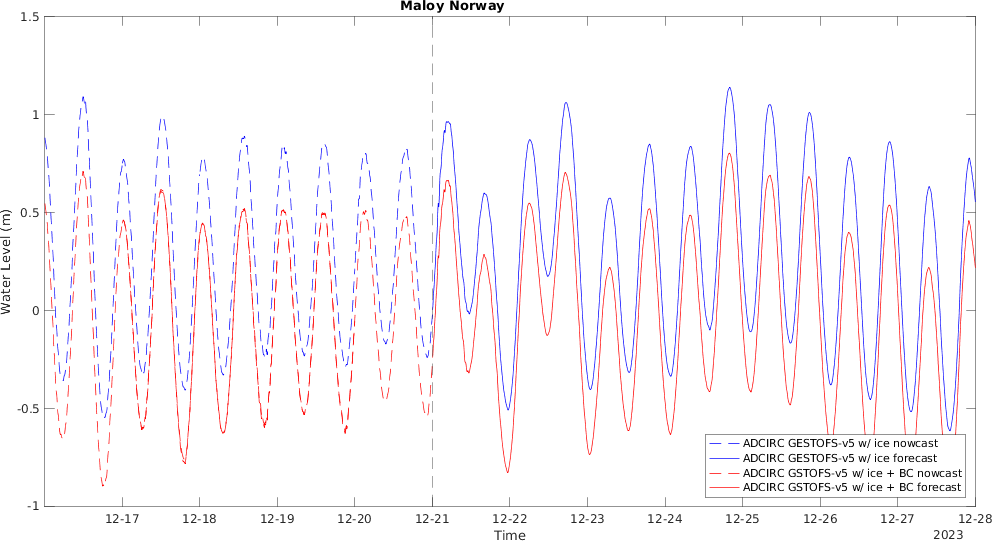 Maloy Norway
1.5
1
0.5
0
-0.5
-1
Water Level (m)
12-17 12-18 12-19 12-20 12-21 12-22 12-23 12-24 12-25 12-26 12-27 12-28
Time
2023
ADCIRC GESTOFS-v5 w/ ice nowcast
ADCIRC GESTOFS-v5 w/ ice forecast
ADCIRC GSTOFS-v5 w/ ice + BC nowcast
ADCIRC GSTOFS-v5 w/ ice + BC forecast